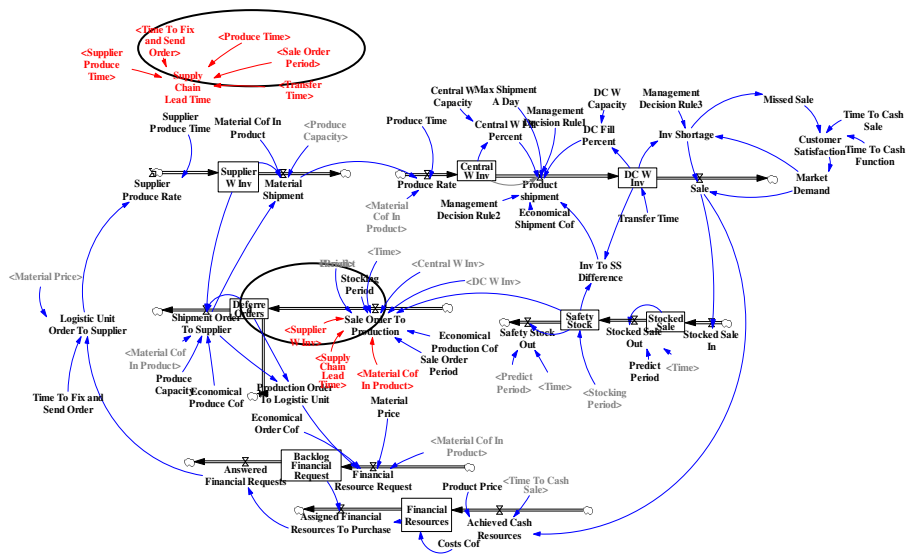 <Time To Fix
and Send
Order>
<Produce Time>
<Supplier
Produce
Time>
<Sale Order
Period>
Supply
Chain
Lead Time
<Transfer
Time>
Supplier
Produce Time
Material Cof In
Product
<Produce
Capacity>
Produce Time
Central W
Capacity
Max Shipment
A Day
Management
Decision Rule1
DC W
Capacity
Management
Decision Rule3
Missed Sale
Time To Cash
Sale
Central W Fill
Percent
DC Fill
Percent
Inv Shortage
Customer
Satisfaction
Time To Cash
Function
Supplier
Produce Rate
Supplier
W Inv
Material
Shipment
Produce Rate
Central
W Inv
Product
shipment
DC W
Inv
Sale
Market
Demand
<Material
Cof In
Product>
Management
Decision Rule2
Economical
Shipment Cof
Transfer Time
<Material Price>
Stocking
Period
<Time>
<Central W Inv>
<DC W Inv>
Inv To SS
Difference
Logistic Unit
Order To Supplier
Shipment Order
To Supplier
Deferre
Orders
Sale Order To
Production
<Supplier
W Inv>
Economical
Production Cof
Safety Stock
Out
Safety
Stock
Stocked Sale
Out
Stocked
Sale
Stocked Sale
In
<Material Cof
In Product>
<Supply
Chain
Lead
Time>
Sale Order
Period
<Material Cof
In Product>
<Predict
Period>
<Time>
Predict
Period
<Time>
<Stocking
Period>
Produce
Capacity
Economical
Produce Cof
Production Order
To Logistic Unit
Time To Fix and
Send Order
Economical
Order Cof
Material
Price
<Material Cof In
Product>
Answered
Financial Requests
Backlog
Financial
Request
Financial
Resource Request
Product Price
<Time To Cash
Sale>
Assigned Financial
Resources To Purchase
Financial
Resources
Achieved Cash
Resources
Costs Cof